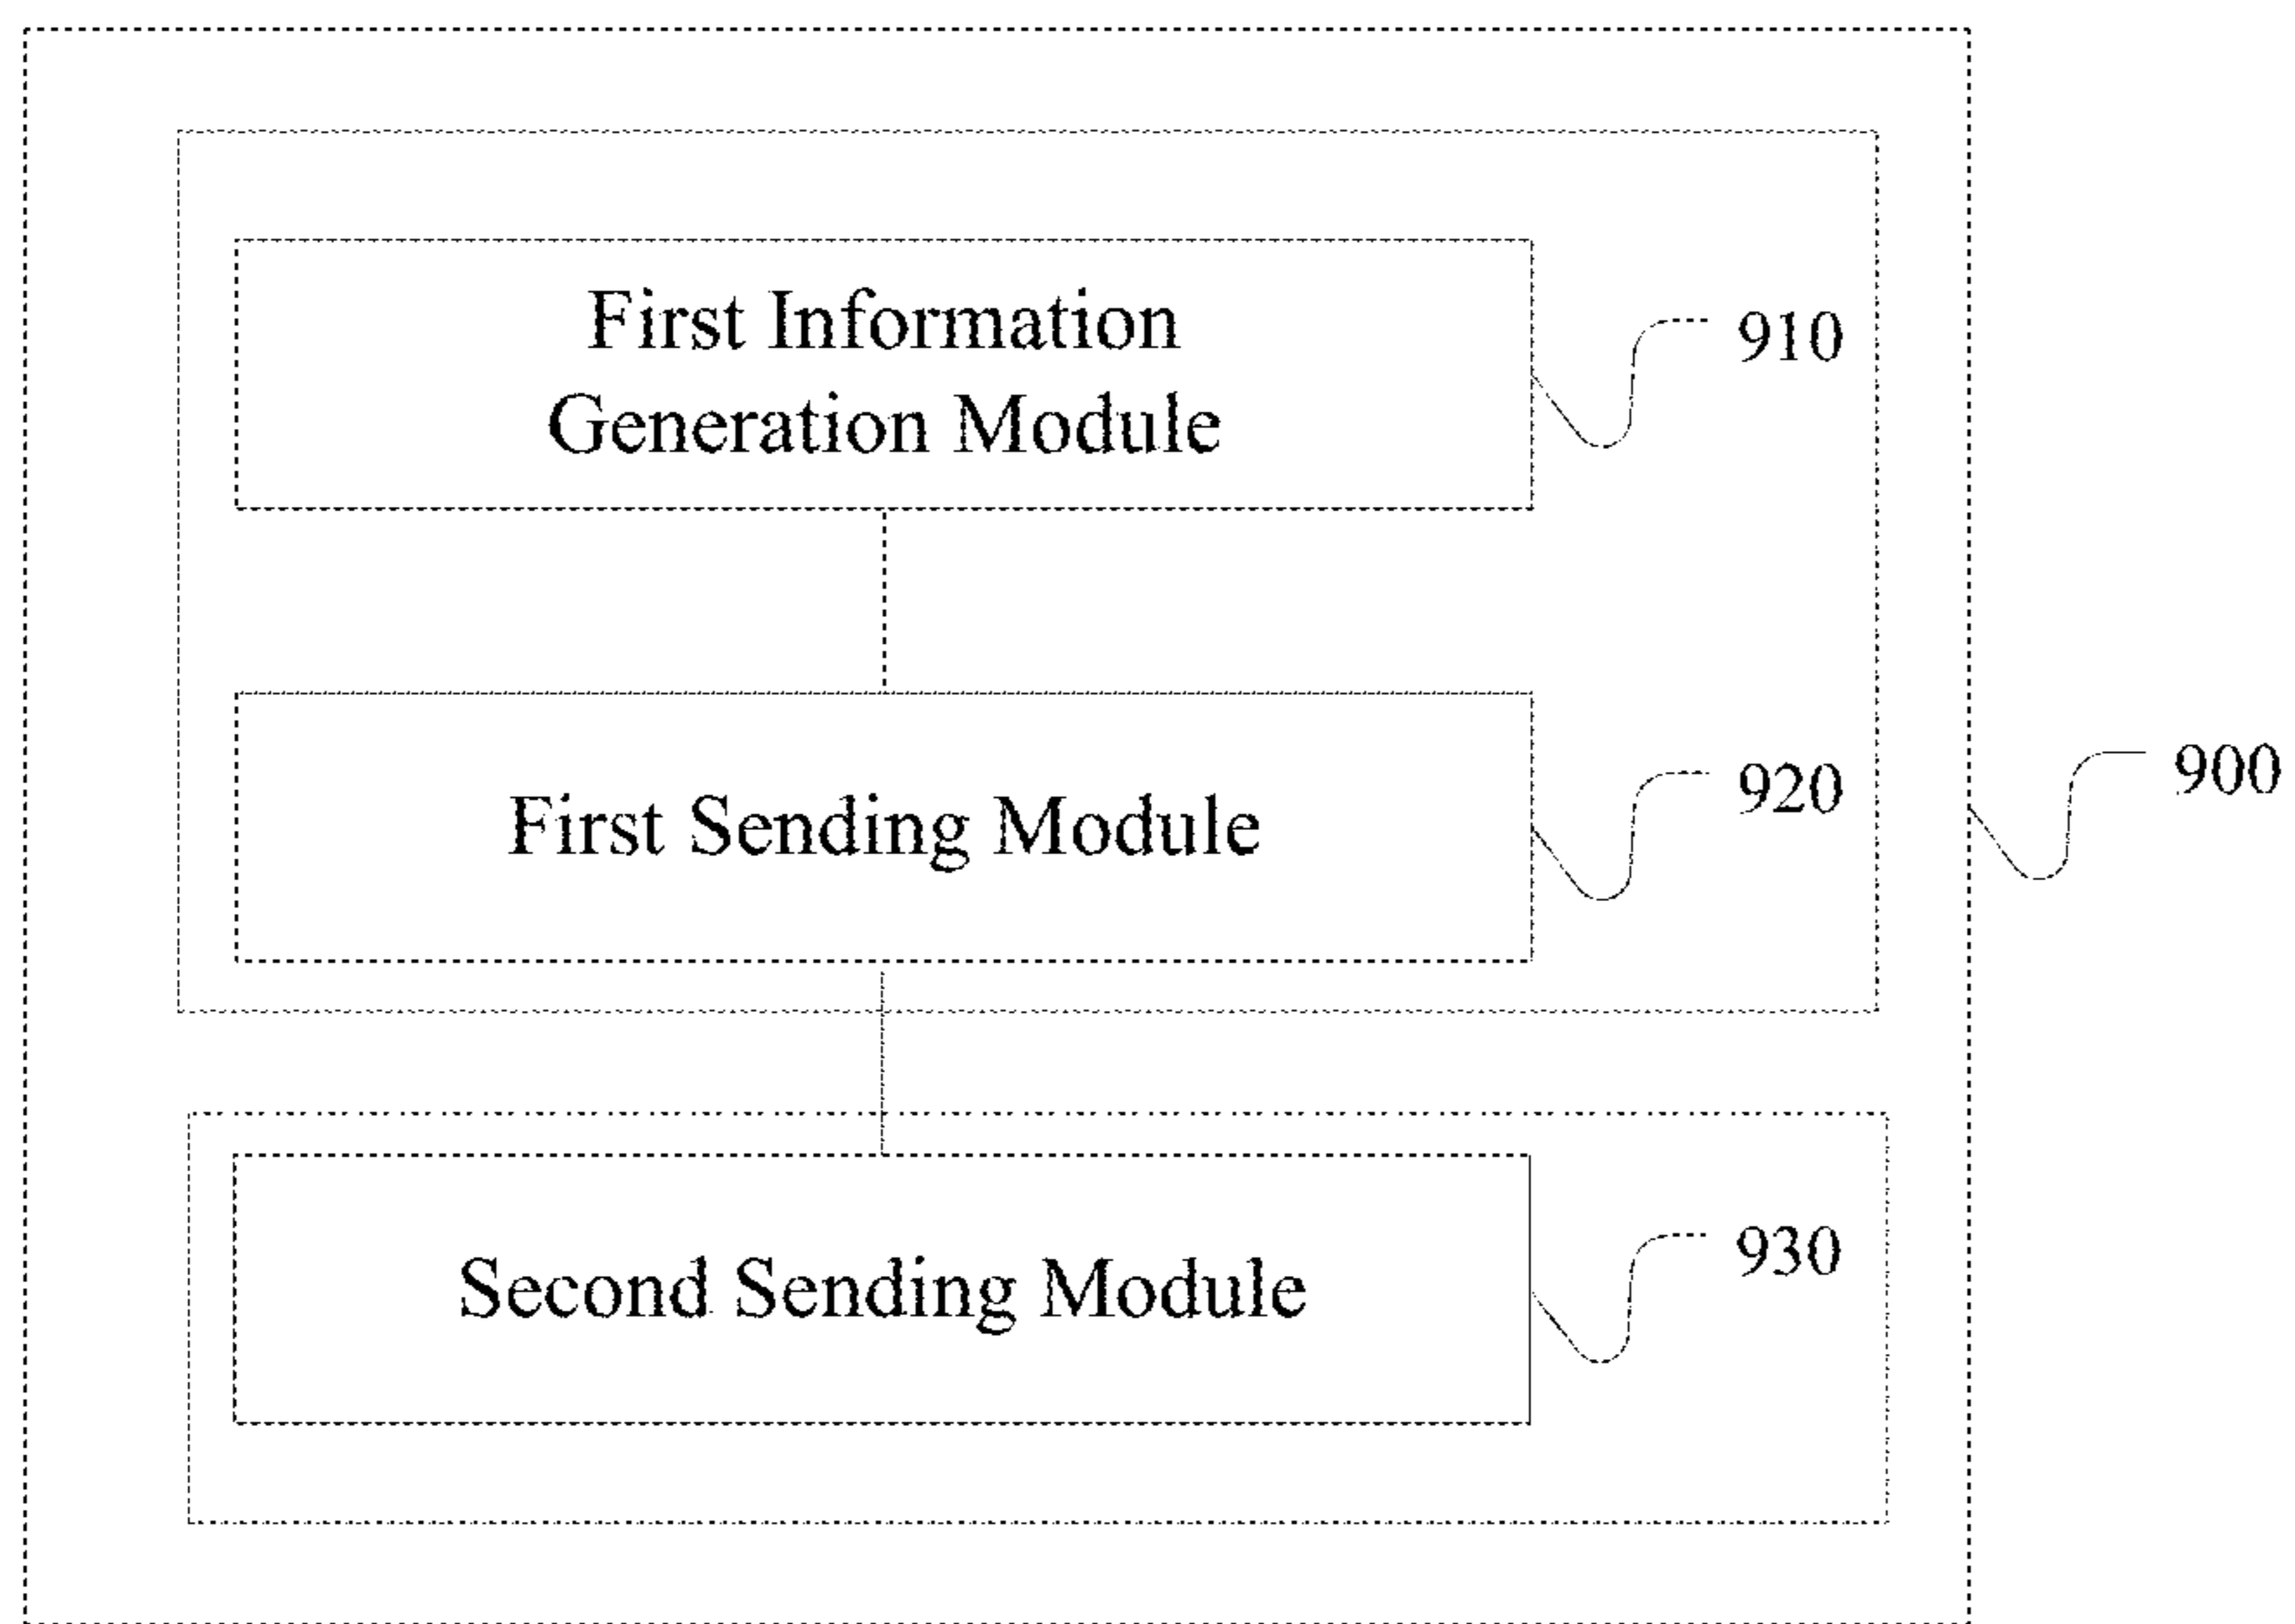 First Information
Generation Module
910
First Sending Module
920
900
Second Sending Module
930